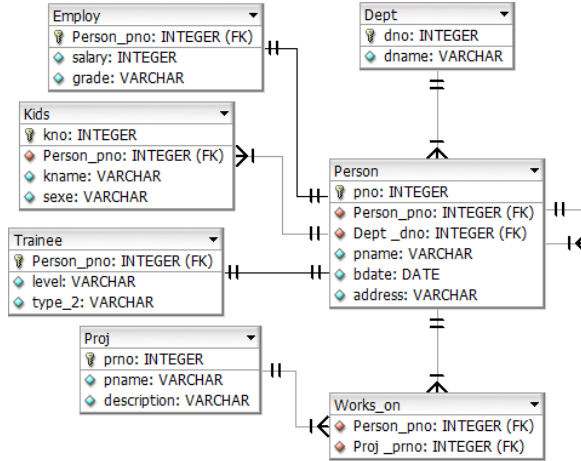 Employ
Person_pno: INTEGER (FK)
salary: INTEGER
grade: VARCHAR
Dept
dno: INTEGER
dname: VARCHAR
Kids
kno: INTEGER
Person_pno: INTEGER (FK)
kname: VARCHAR
sexe: VARCHAR
Person
pno: INTEGER
Person_pno: INTEGER (FK)
Dept _dno: INTEGER (FK)
pname: VARCHAR
bdate: DATE
address: VARCHAR
Trainee
Person_pno: INTEGER (FK)
level: VARCHAR
type_2: VARCHAR
Proj
prno: INTEGER
pname: VARCHAR
description: VARCHAR
Works_on
Person_pno: INTEGER (FK)
Proj _prno: INTEGER (FK)